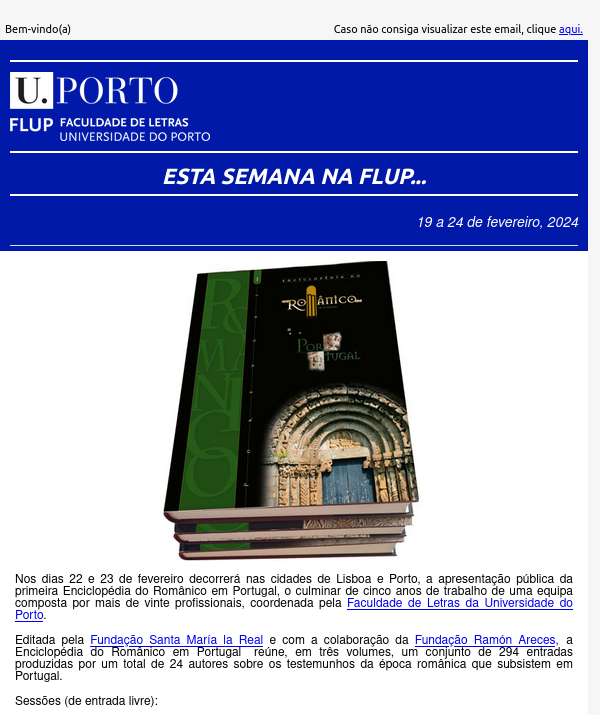 Bem-vindo(a)
Caso não consiga visualizar este email, clique aqui.
U.PORTO
FLUP FACULDADE DE LETRAS
UNIVERSIDADE DO PORTO
ESTA SEMANA NA FLUP...
19 a 24 de fevereiro, 2024
ENCICLOPÉDIA DO
ROMÂNICO
PORTUGAL
ROMÂNICO
Nos dias 22 e 23 de fevereiro decorrerá nas cidades de Lisboa e Porto, a apresentação pública da
primeira Enciclopédia do Românico em Portugal, o culminar de cinco anos de trabalho de uma equipa
composta por mais de vinte profissionais, coordenada pela Faculdade de Letras da Universidade do
Porto.
Editada pela Fundação Santa María la Real e com a colaboração da Fundação Ramón Areces, a
Enciclopédia do Românico em Portugal reúne, em três volumes, um conjunto de 294 entradas
produzidas por um total de 24 autores sobre os testemunhos da época românica que subsistem em
Portugal.
Sessões (de entrada livre):